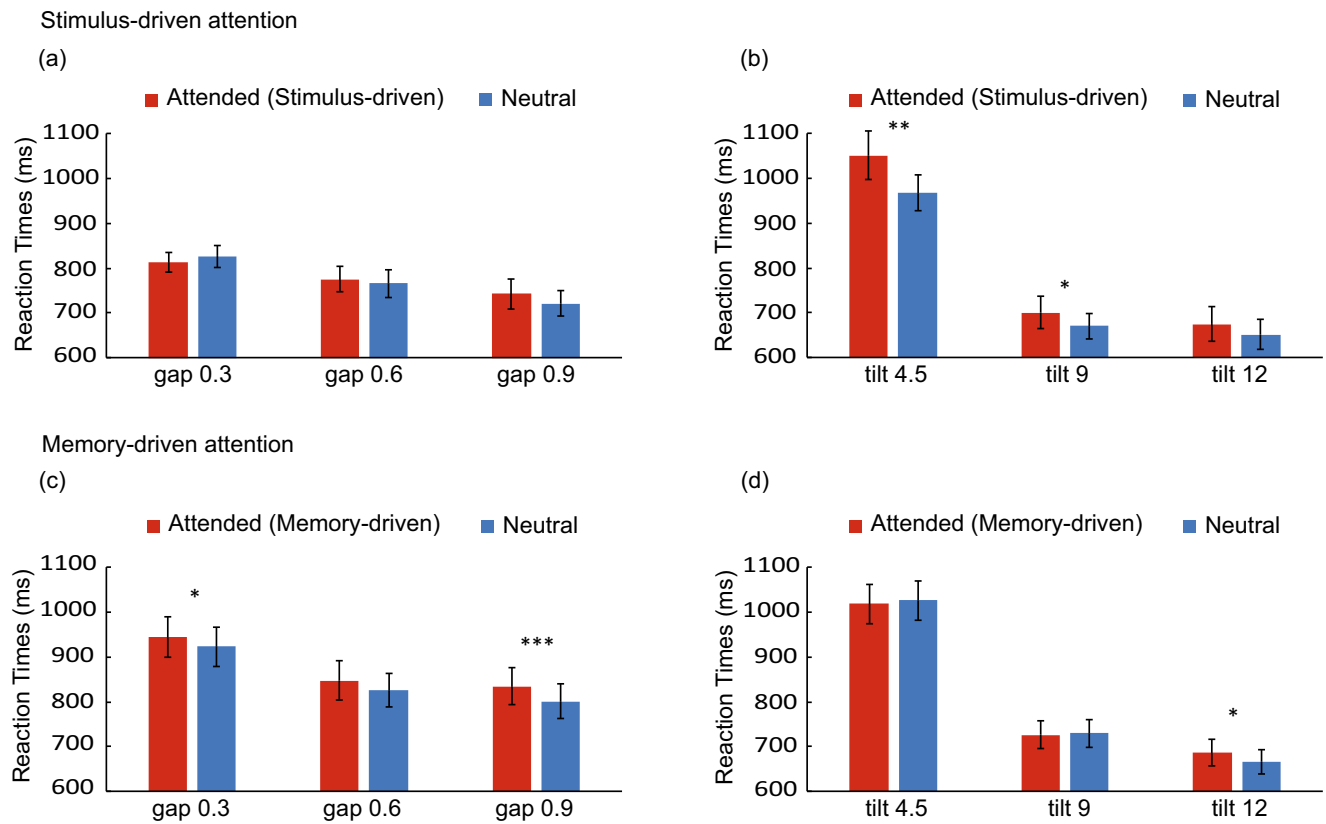 Stimulus-driven attention
(a)
Attended (Stimulus-driven) Neutral
Reaction Times (ms)
1100
1000
900
800
700
600
gap 0.3 gap 0.6 gap 0.9
(b)
Attended (Stimulus-driven) Neutral
Reaction Times (ms)
1100
1000
900
800
700
600
**
*
tilt 4.5 tilt 9 tilt 12
Memory-driven attention
(c)
Attended (Memory-driven) Neutral
Reaction Times (ms)
1100
1000
900
800
700
600
*
***
gap 0.3 gap 0.6 gap 0.9
(d)
Attended (Memory-driven) Neutral
Reaction Times (ms)
1100
1000
900
800
700
600
*
tilt 4.5 tilt 9 tilt 12